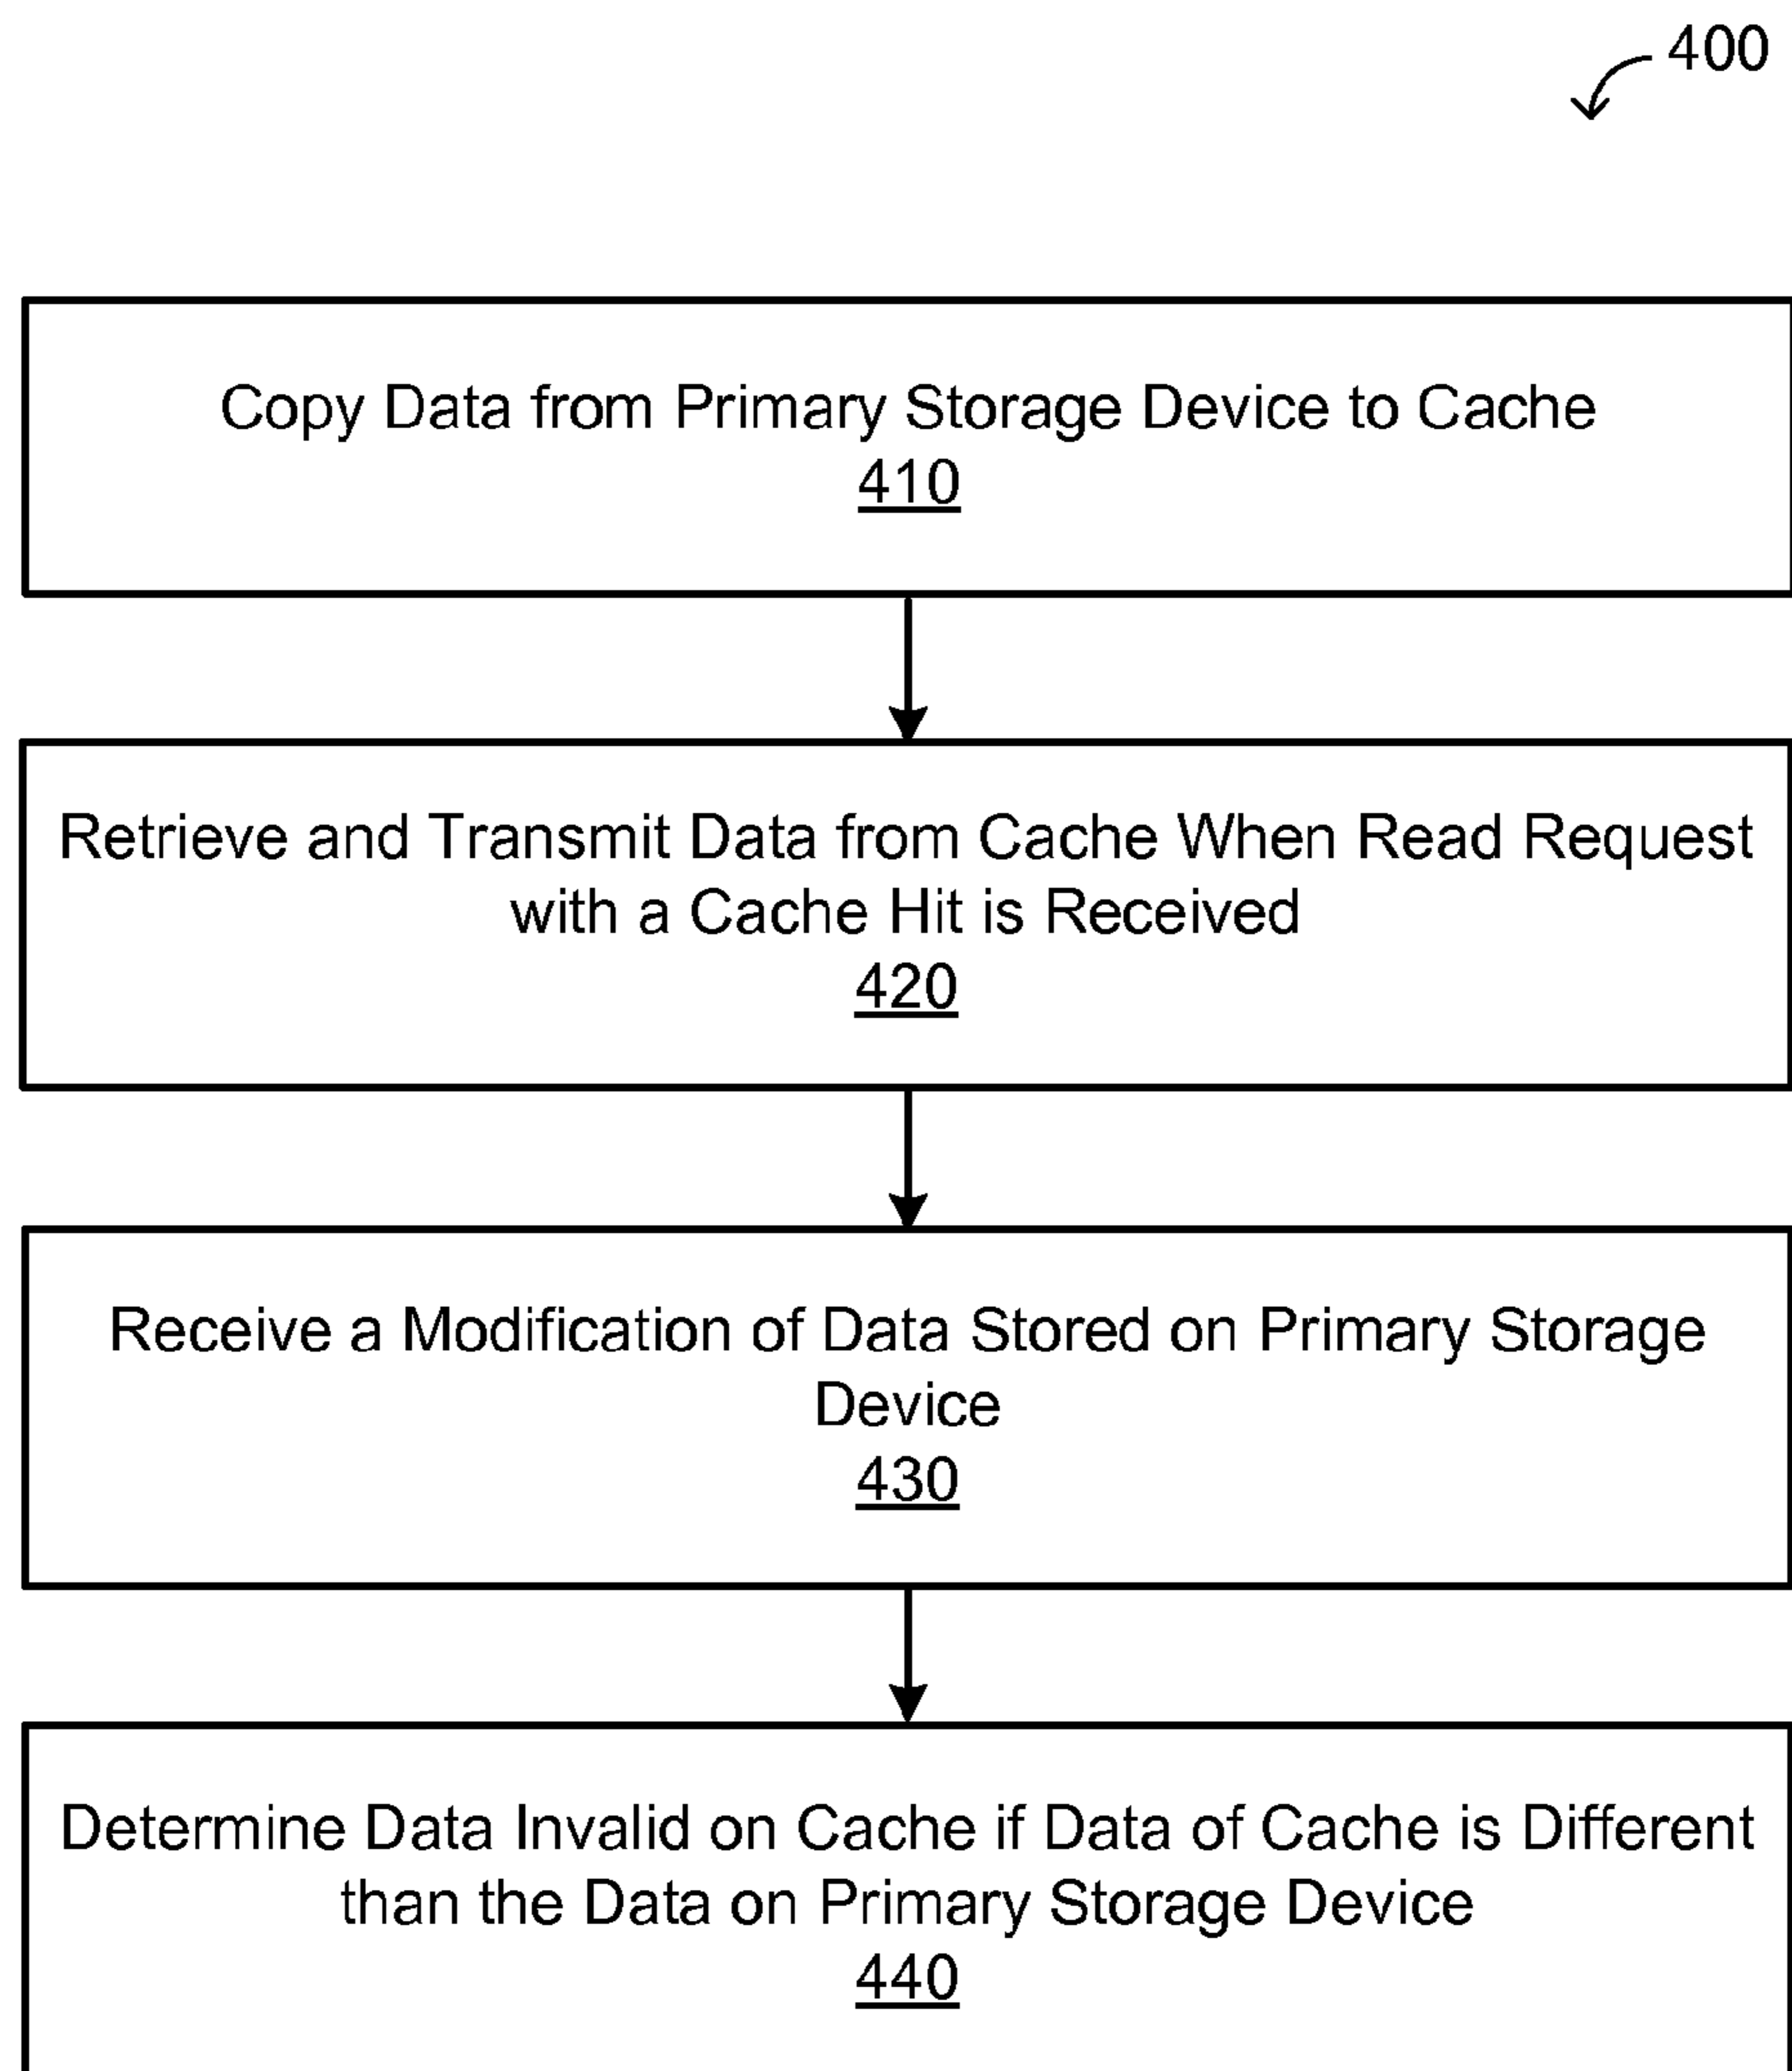 400
Copy Data from Primary Storage Device to Cache
410
Retrieve and Transmit Data from Cache When Read Request
with a Cache Hit is Received
420
Receive a Modification of Data Stored on Primary Storage
Device
430
Determine Data Invalid on Cache if Data of Cache is Different
than the Data on Primary Storage Device
440